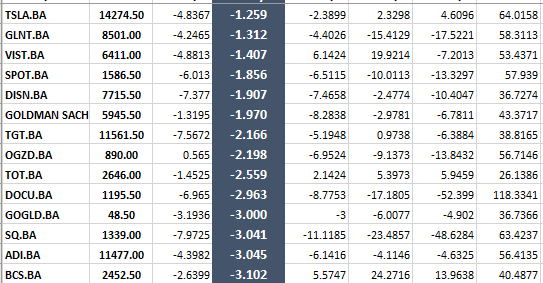 TSLA.BA 14274.50 -4.8367 -1.259 -2.3899 2.3298 4.6096 64.0158
GLNT.BA 8501.00 -4.2465 -1.312 -4.4026 -15.4129 -17.5221 58.3113
VIST.BA 6411.00 -4.8813 -1.407 6.1424 19.9214 -7.2013 53.4371
SPOT.BA 1586.50 -6.013 -1.856 -6.5115 -10.0113 -13.3297 57.939
DISN.BA 7715.50 -7.377 -1.907 -7.4658 -2.4774 -10.4047 36.7274
GOLDMAN SACH 5945.50 -1.3195 -1.970 -8.2838 -2.9781 -6.7811 43.3717
TGT.BA 11561.50 -7.5672 -2.166 -5.1948 0.9738 -6.3884 38.8165
OGZD.BA 890.00 0.565 -2.198 -6.9524 -9.1373 -13.8432 56.7146
TOT.BA 2646.00 -1.4525 -2.559 2.1424 5.3973 5.9459 26.1386
DOCU.BA 1195.50 -6.965 -2.963 -8.7753 -17.1805 -52.399 118.3341
GOGLD.BA 48.50 -3.1936 -3.000 -3 -6.0077 -4.902 36.7366
SQ.BA 1339.00 -7.9725 -3.041 -11.1185 -23.4857 -48.6284 63.4237
ADI.BA 11477.00 -4.3982 -3.045 -6.1416 -4.1146 -4.6325 56.4135
BCS.BA 2452.50 -2.6399 -3.102 5.5747 24.2716 13.9638 40.4877